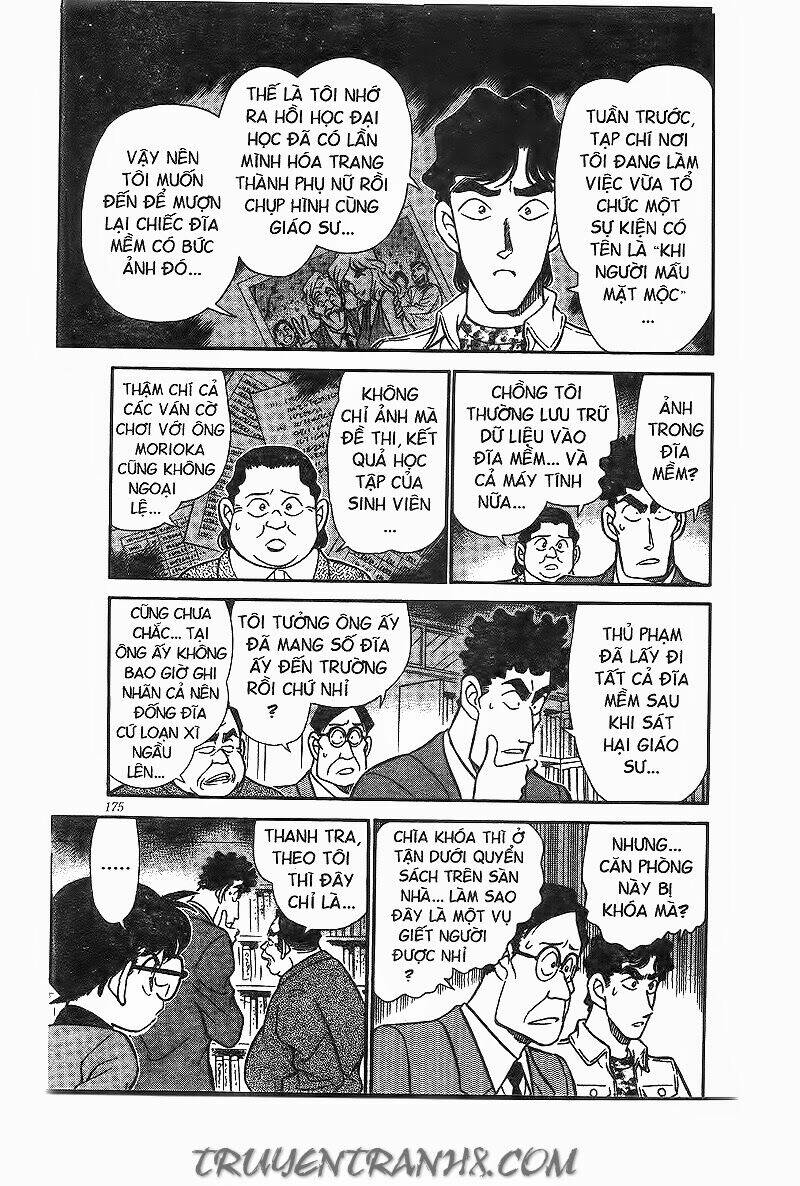 TUẦN TRƯỚC,
TẠP CHÍ NƠI
TÔI ĐANG LÀM
VIỆC VỪA TỔ
CHỨC MỘT
SỰ KIỆN CÓ
TÊN LÀ "KHI
NGƯỜI MẪU
MẶT MỘC"
...
THẾ LÀ TÔI NHỚ
RA HỒI HỌC ĐẠI
HỌC ĐÃ CÓ LẦN
MÌNH HÓA TRANG
THÀNH PHỤ NỮ RỒI
CHỤP HÌNH CÙNG
GIÁO SƯ...
VẬY NÊN
TÔI MUỐN
ĐẾN ĐỂ MƯỢN
LẠI CHIẾC ĐĨA
MỀM CÓ BỨC
ẢNH ĐÓ...
ẢNH
TRONG
ĐĨA
MỀM?
CHỒNG TÔI
THƯỜNG LƯU TRỮ
DỮ LIỆU VÀO
ĐĨA MỀM... VÀ
CẢ MÁY TÍNH
NỮA...
KHÔNG
CHỈ ẢNH MÀ
ĐỀ THI, KẾT
QUẢ HỌC
TẬP CỦA
SINH VIÊN
...
THẬM CHÍ CẢ
CÁC VÁN CỜ
CHƠI VỚI ÔNG
MORIOKA
CŨNG KHÔNG
NGOẠI
LỆ...
THỦ PHẠM
ĐÃ LẤY ĐI
TẤT CẢ ĐĨA
MỀM SAU
KHI SÁT
HẠI GIÁO
SƯ...
TÔI TƯỞNG ÔNG ẤY
ĐÃ MANG SỐ ĐĨA
ẤY ĐẾN TRƯỜNG
RỒI CHỨ NHỈ
?
CŨNG CHƯA
CHẮC... TẠI
ÔNG ẤY KHÔNG
BAO GIỜ GHI
NHÃN CẢ NÊN
ĐỐNG ĐĨA
CỨ LOẠN XÌ
NGẦU
LÊN...
175
NHƯNG...
CĂN PHÒNG
NÀY BỊ
KHÓA MÀ?
CHÌA KHÓA THÌ Ở
TẬN DƯỚI QUYỂN
SÁCH TRÊN SÀN
NHÀ... LÀM SAO
ĐÂY LÀ MỘT VỤ
GIẾT NGƯỜI
ĐƯỢC NHỈ
?
THANH TRA,
THEO TÔI
THÌ ĐÂY
CHỈ LÀ...
.....
TRUYENTRANH8.COM